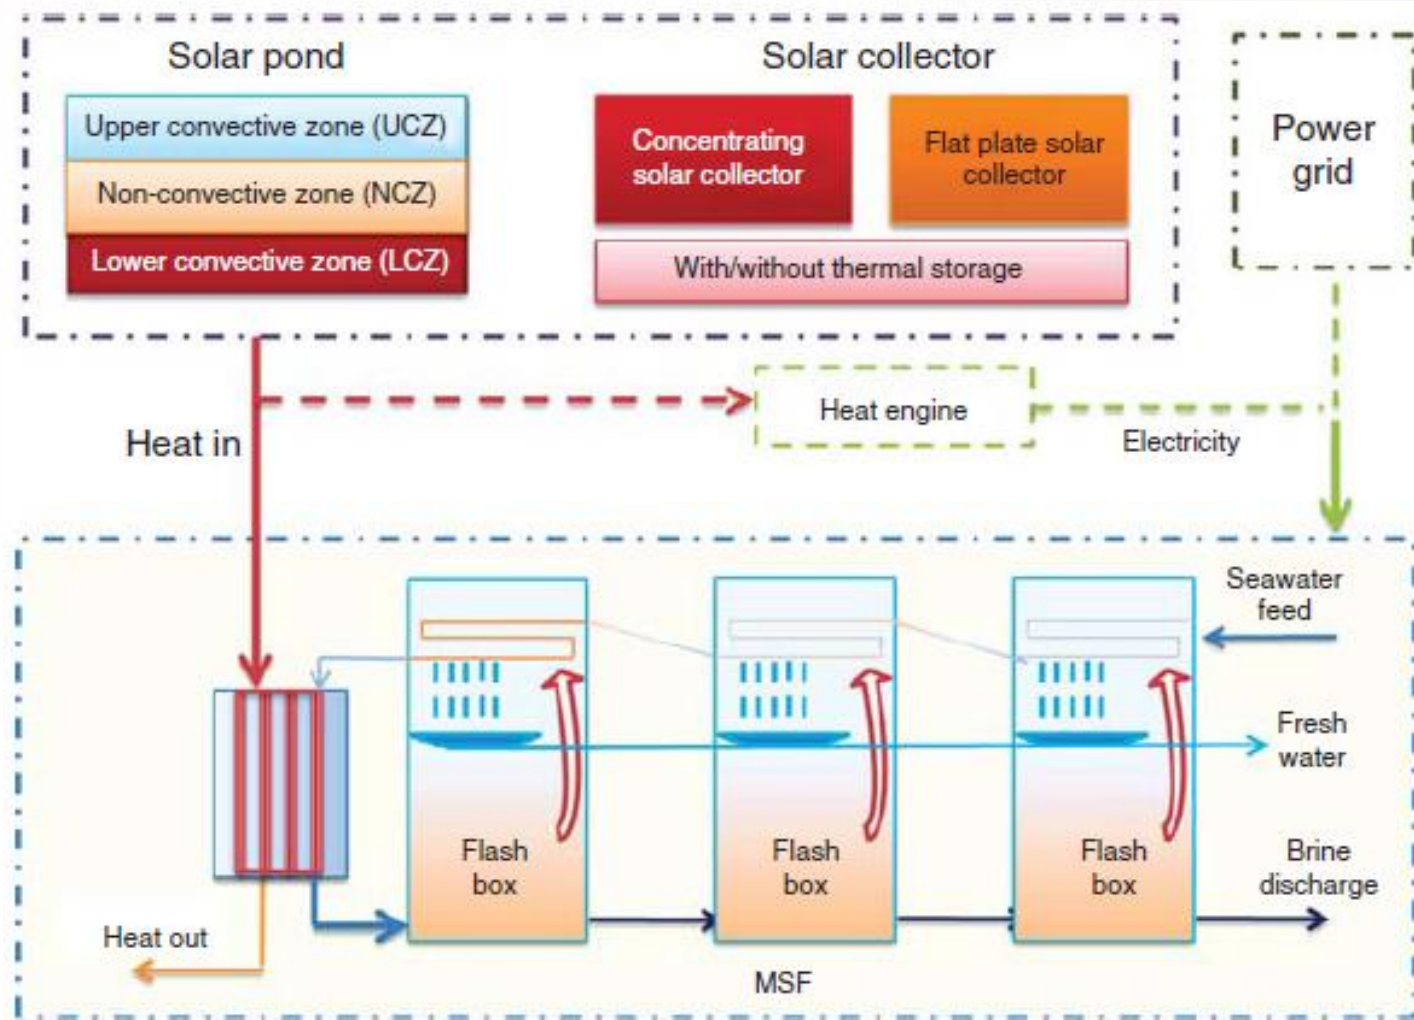 Solar pond
Upper convective zone (UCZ)
Non-convective zone (NCZ)
Lower convective zone (LCZ)
Solar collector
Concentrating
solar collector
Flat plate solar
collector
With/without thermal storage
Power
grid
Heat in
Heat engine
Electricity
Seawater
feed
Fresh
water
Flash
box
Flash
box
Flash
box
Brine
discharge
Heat out
MSF